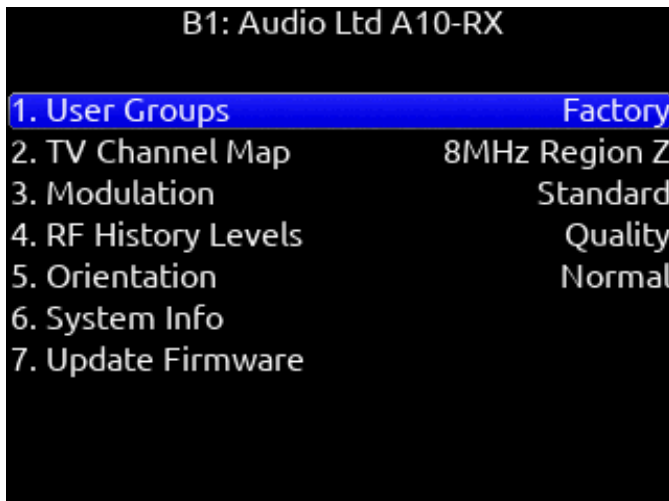 B1: Audio Ltd A10-RX
1. User Groups Factory
2. TV Channel Map 8MHz Region Z
3. Modulation Standard
4. RF History Levels Quality
5. Orientation Normal
6. System Info
7. Update Firmware